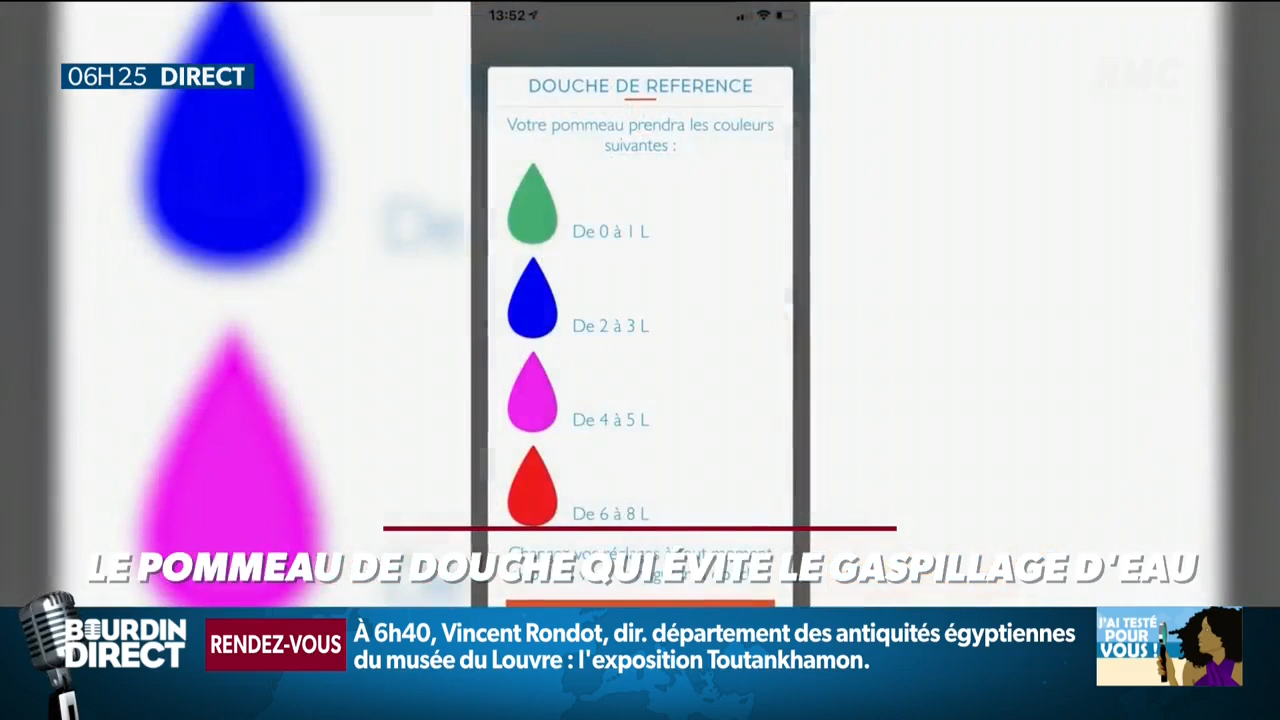 13:52
06H25 DIRECT
RMC
DOUCHE DE REFERENCE
Votre pommeau prendra les couleurs
suivantes :
De 0 à 1 L
De 2 à 3 L
De 4 à 5 L
De 6 à 8 L
LE POMMEAU DE DOUCHE QUI ÉVITE LE GASPILLAGE D'EAU
BOURDIN
DIRECT
RENDEZ-VOUS
À 6h40, Vincent Rondot, dir. département des antiquités égyptiennes
du musée du Louvre : l'exposition Toutankhamon.
J'AI TESTÉ
POUR
VOUS !